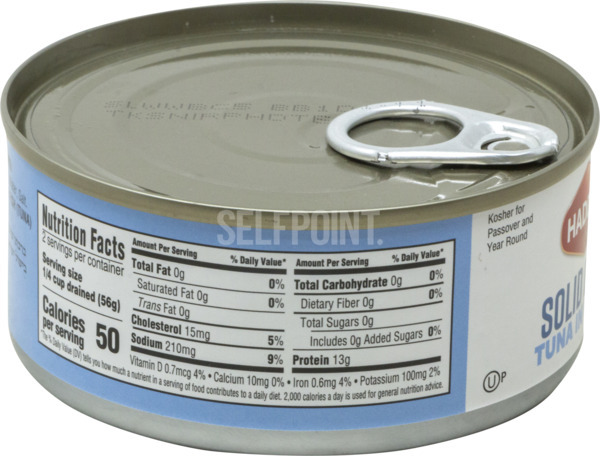 SELFPOINT.
Nutrition Facts
2 servings per container
Serving size
1/4 cup drained (56g)
Calories
per serving 50
Amount Per Serving % Daily Value*
Total Fat 0g 0%
Saturated Fat 0g 0%
Trans Fat 0g
Cholesterol 15mg 5%
Sodium 210mg 9%
Amount Per Serving % Daily Value*
Total Carbohydrate 0g 0%
Dietary Fiber 0g 0%
Total Sugars 0g
Includes 0g Added Sugars 0%
Protein 13g
Vitamin D 0.7mcg 4% • Calcium 10mg 0% • Iron 0.6mg 4% • Potassium 100mg 2%
*The % Daily Value (DV) tells you how much a nutrient in a serving of food contributes to a daily diet. 2,000 calories a day is used for general nutrition advice.
Kosher for
Passover and
Year Round
HAD
SOLID
TUNA IN
U P